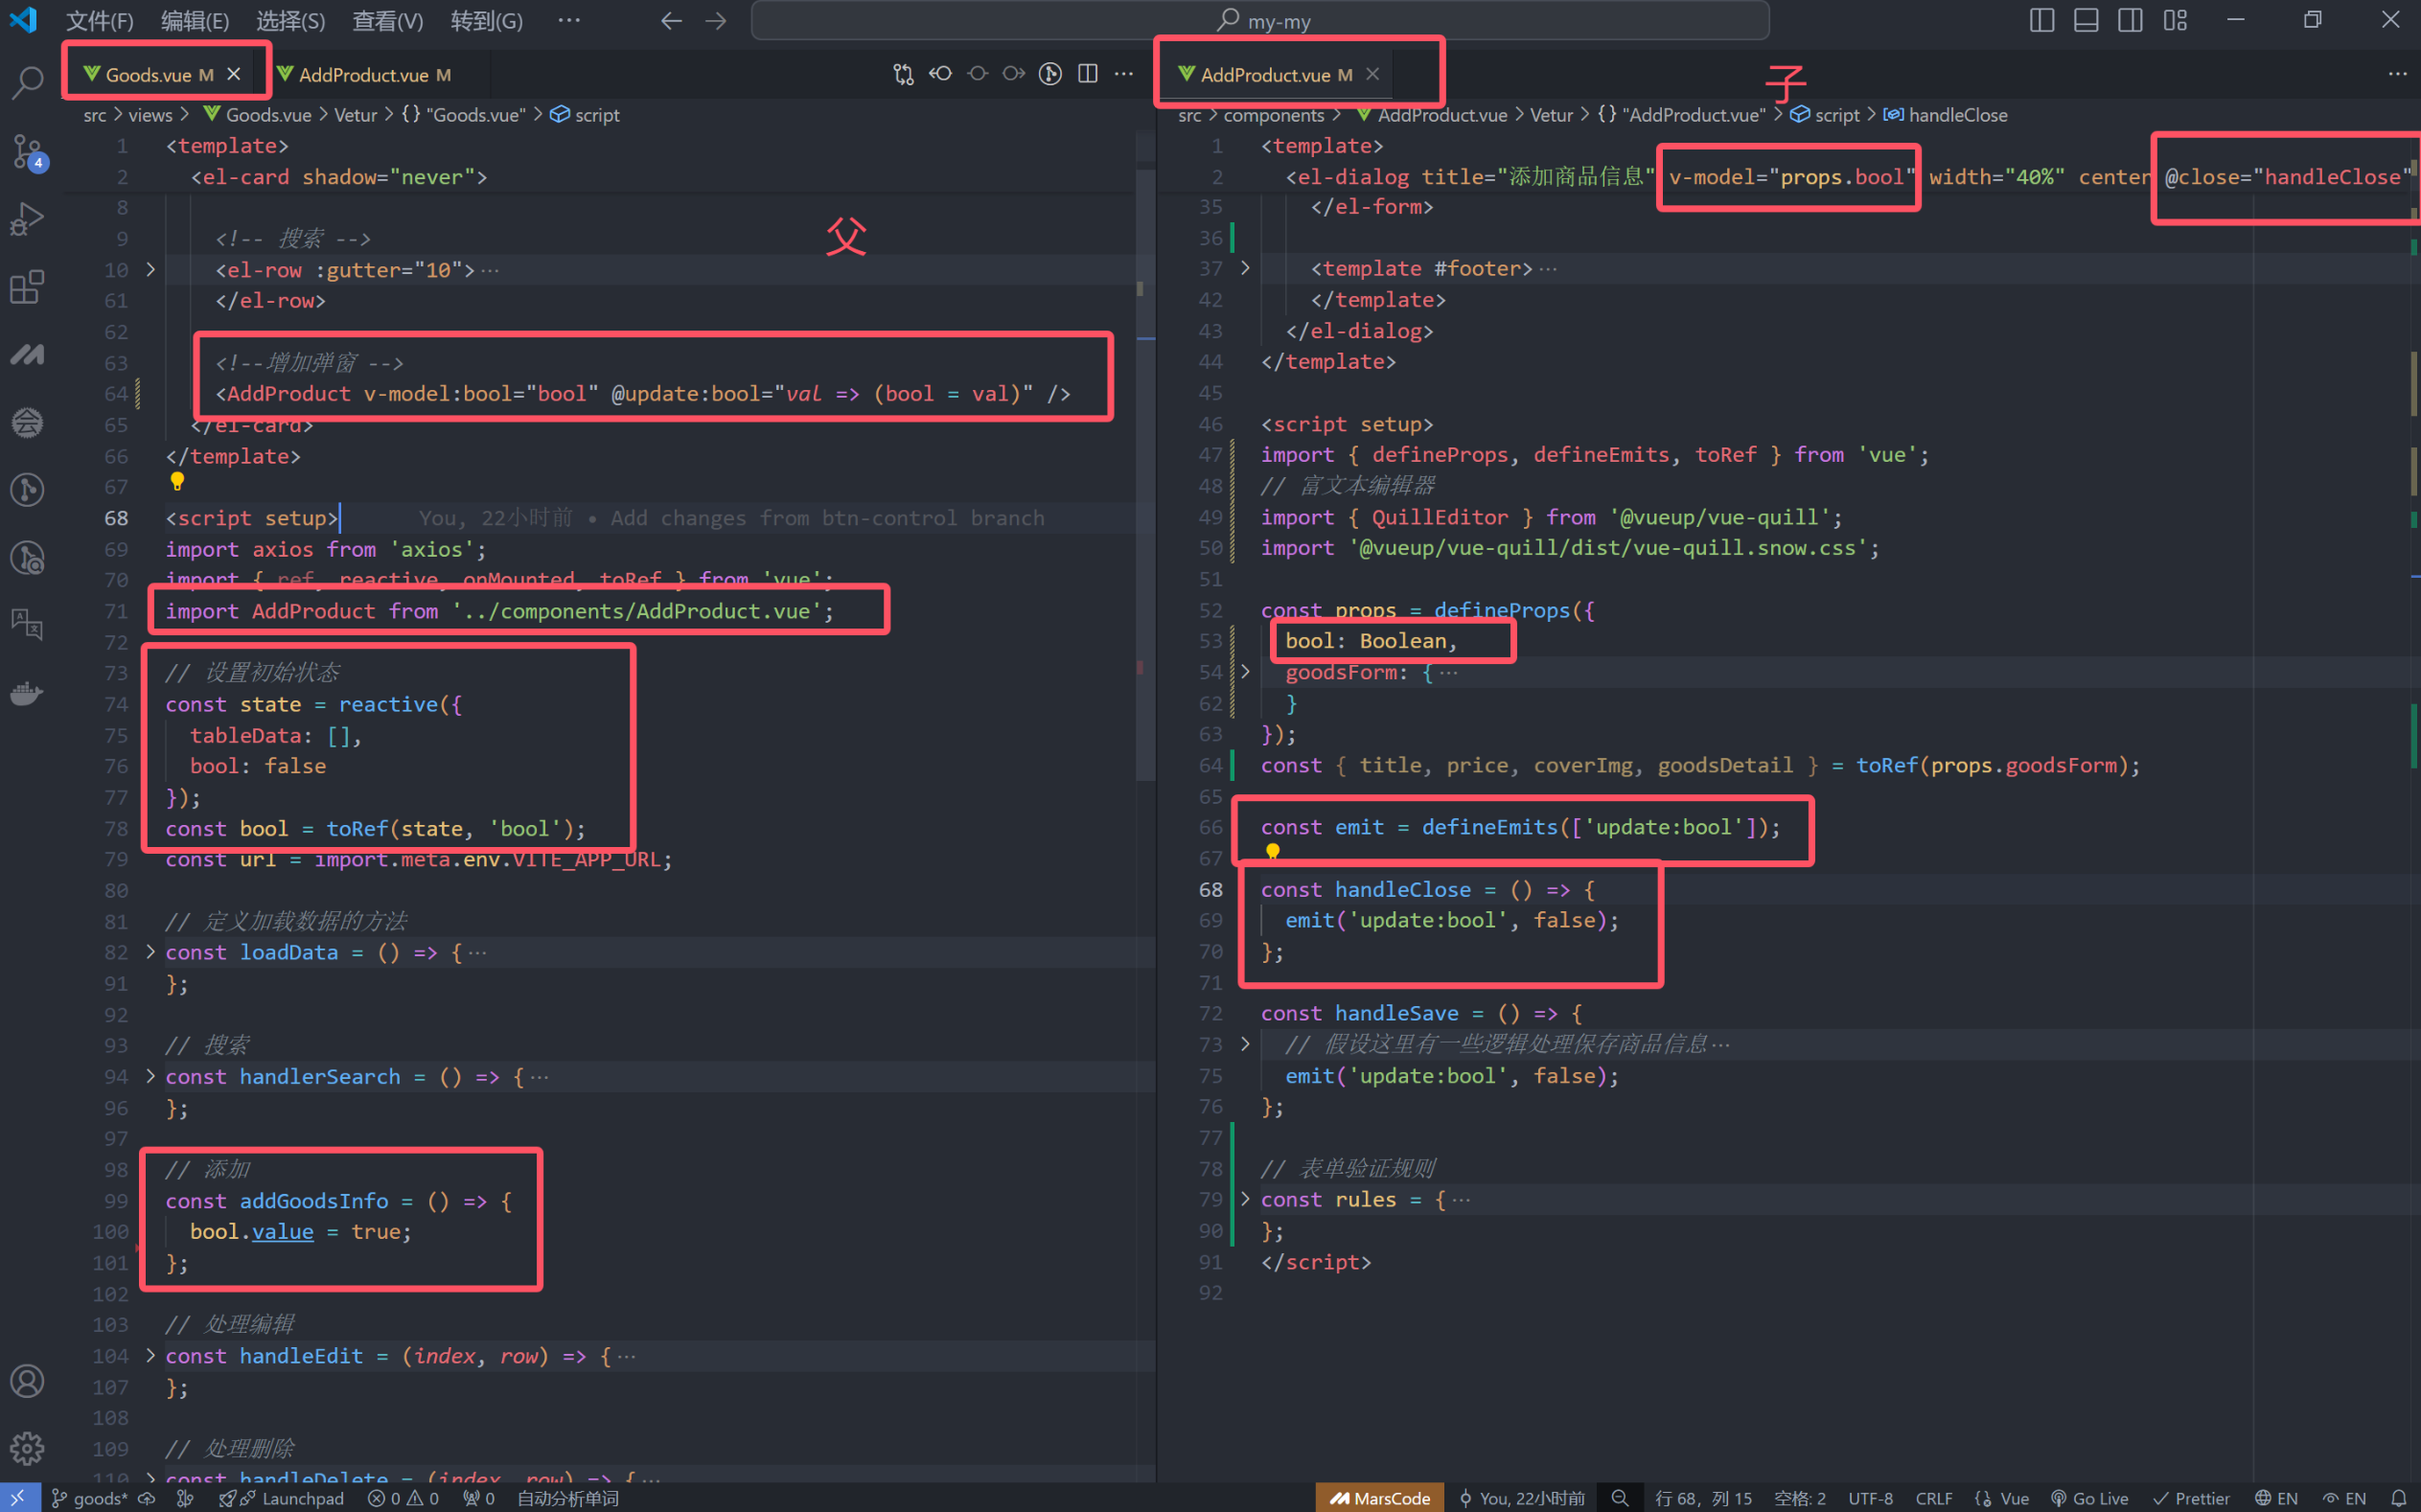 文件(F) 编辑(E) 选择(S) 查看(V) 转到(G) ··· my-my
Goods.vue M
AddProduct.vue M
src > views > Goods.vue > Vetur > {} "Goods.vue" > script
4
1 <template>
2 <el-card shadow="never">
8
9 <!-- 搜索 -->
父
10 <el-row :gutter="10">···
61 </el-row>
62
63 <!--增加弹窗 -->
64 <AddProduct v-model:bool="bool" @update:bool="val => (bool = val)" />
65 </el-card>
66 </template>
67
68 <script setup> You, 22小时前 • Add changes from btn-control branch
69 import axios from 'axios';
70 import { ref, reactive, onMounted, toRef } from 'vue';
71 import AddProduct from '../components/AddProduct.vue';
72
73 // 设置初始状态
74 const state = reactive({
75 tableData: [],
76 bool: false
77 });
78 const bool = toRef(state, 'bool');
79 const url = import.meta.env.VITE_APP_URL;
80
81 // 定义加载数据的方法
82 const loadData = () => {···
91 };
92
93 // 搜索
94 const handlerSearch = () => {···
96 };
97
98 // 添加
99 const addGoodsInfo = () => {
100 bool.value = true;
101 };
102
103 // 处理编辑
104 const handleEdit = (index, row) => {···
107 };
108
109 // 处理删除
110 const handleDelete = (index, row) => {···
AddProduct.vue M
子
src > components > AddProduct.vue > Vetur > {} "AddProduct.vue" > script > handleClose
1 <template>
2 <el-dialog title="添加商品信息" v-model="props.bool" width="40%" center @close="handleClose"
35 </el-form>
36
37 <template #footer>···
42 </template>
43 </el-dialog>
44 </template>
45
46 <script setup>
47 import { defineProps, defineEmits, toRef } from 'vue';
48 // 富文本编辑器
49 import { QuillEditor } from '@vueup/vue-quill';
50 import '@vueup/vue-quill/dist/vue-quill.snow.css';
51
52 const props = defineProps({
53 bool: Boolean,
54 goodsForm: {···
62 }
63 });
64 const { title, price, coverImg, goodsDetail } = toRef(props.goodsForm);
65
66 const emit = defineEmits(['update:bool']);
67
68 const handleClose = () => {
69 emit('update:bool', false);
70 };
71
72 const handleSave = () => {
73 // 假设这里有一些逻辑处理保存商品信息···
75 emit('update:bool', false);
76 };
77
78 // 表单验证规则
79 const rules = {···
90 };
91 </script>
92
goods* Launchpad 0 0 0 自动分析单词 MarsCode You, 22小时前 行 68，列 15 空格: 2 UTF-8 CRLF Vue Go Live Prettier EN EN